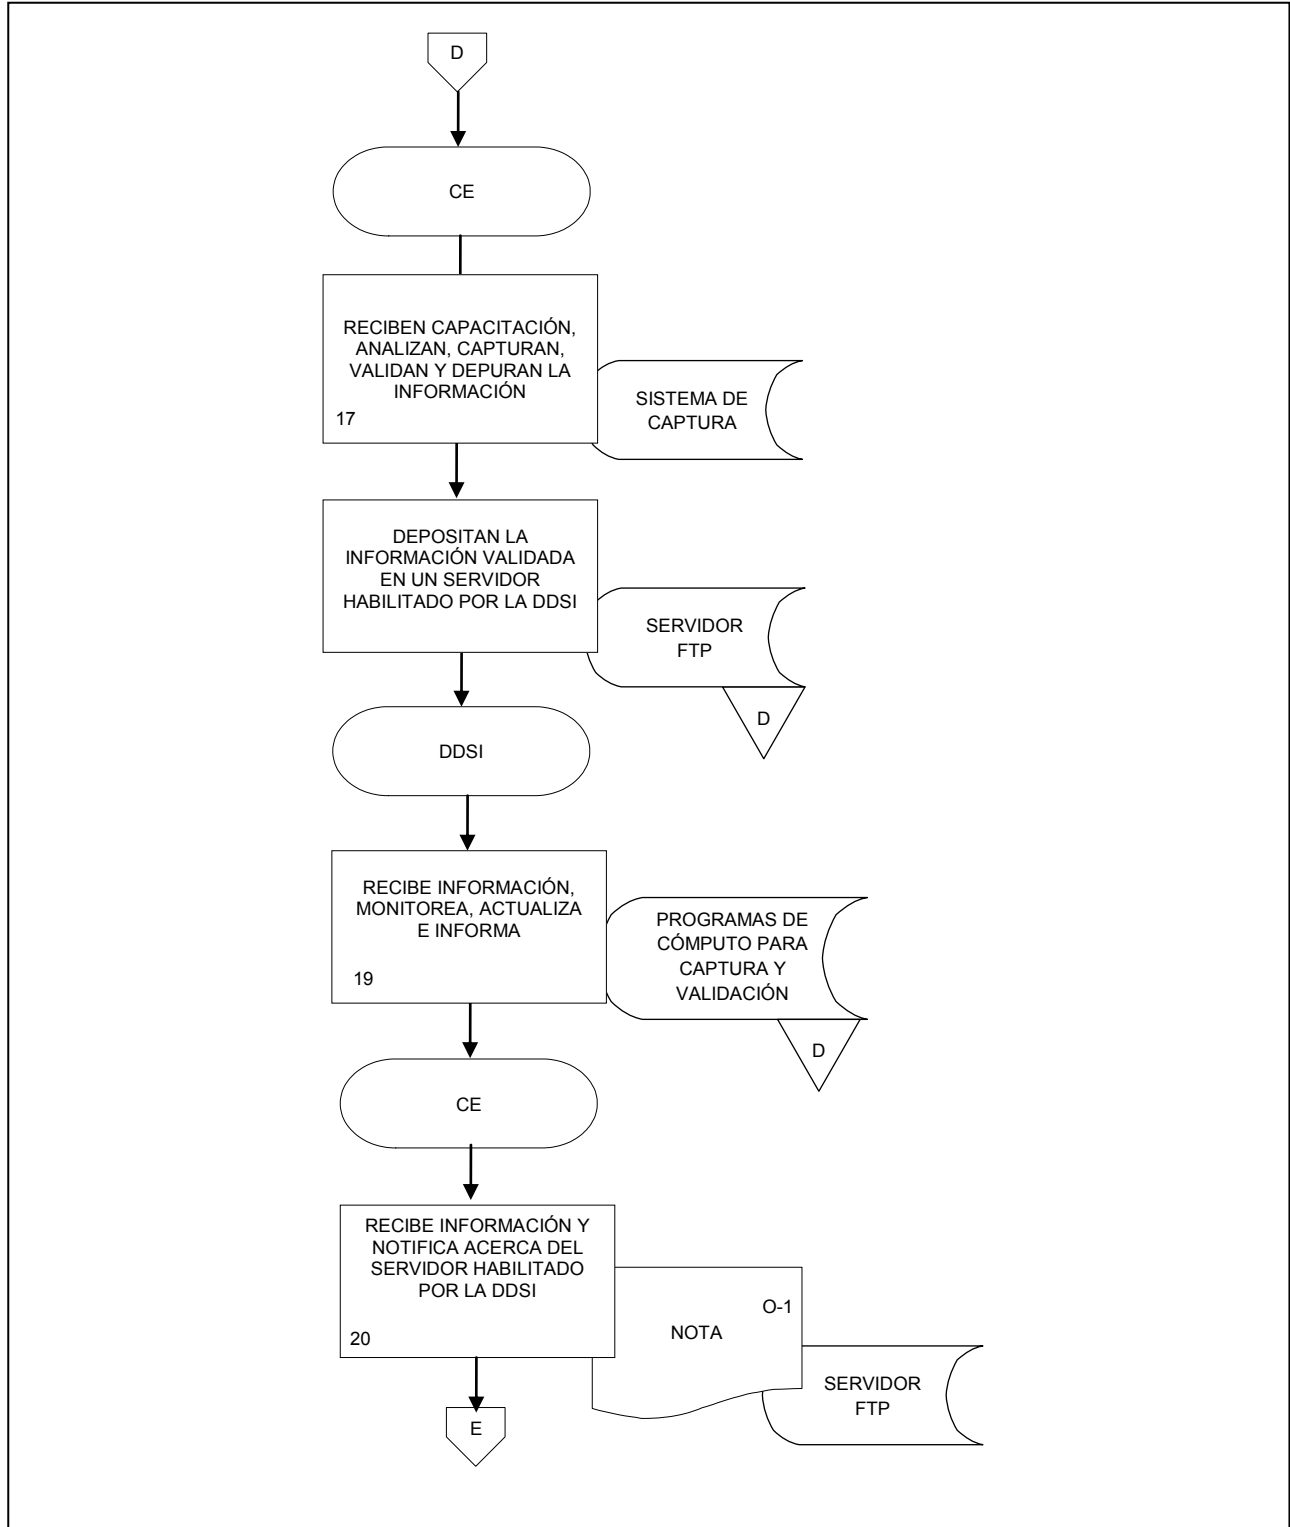 D
CE
RECIBEN CAPACITACIÓN,
ANALIZAN, CAPTURAN,
VALIDAN Y DEPURAN LA
INFORMACIÓN
17
SISTEMA DE
CAPTURA
DEPOSITAN LA
INFORMACIÓN VALIDADA
EN UN SERVIDOR
HABILITADO POR LA DDSI
SERVIDOR
FTP
D
DDSI
RECIBE INFORMACIÓN,
MONITOREA, ACTUALIZA
E INFORMA
19
PROGRAMAS DE
CÓMPUTO PARA
CAPTURA Y
VALIDACIÓN
D
CE
RECIBE INFORMACIÓN Y
NOTIFICA ACERCA DEL
SERVIDOR HABILITADO
POR LA DDSI
20
O-1
NOTA
SERVIDOR
FTP
E